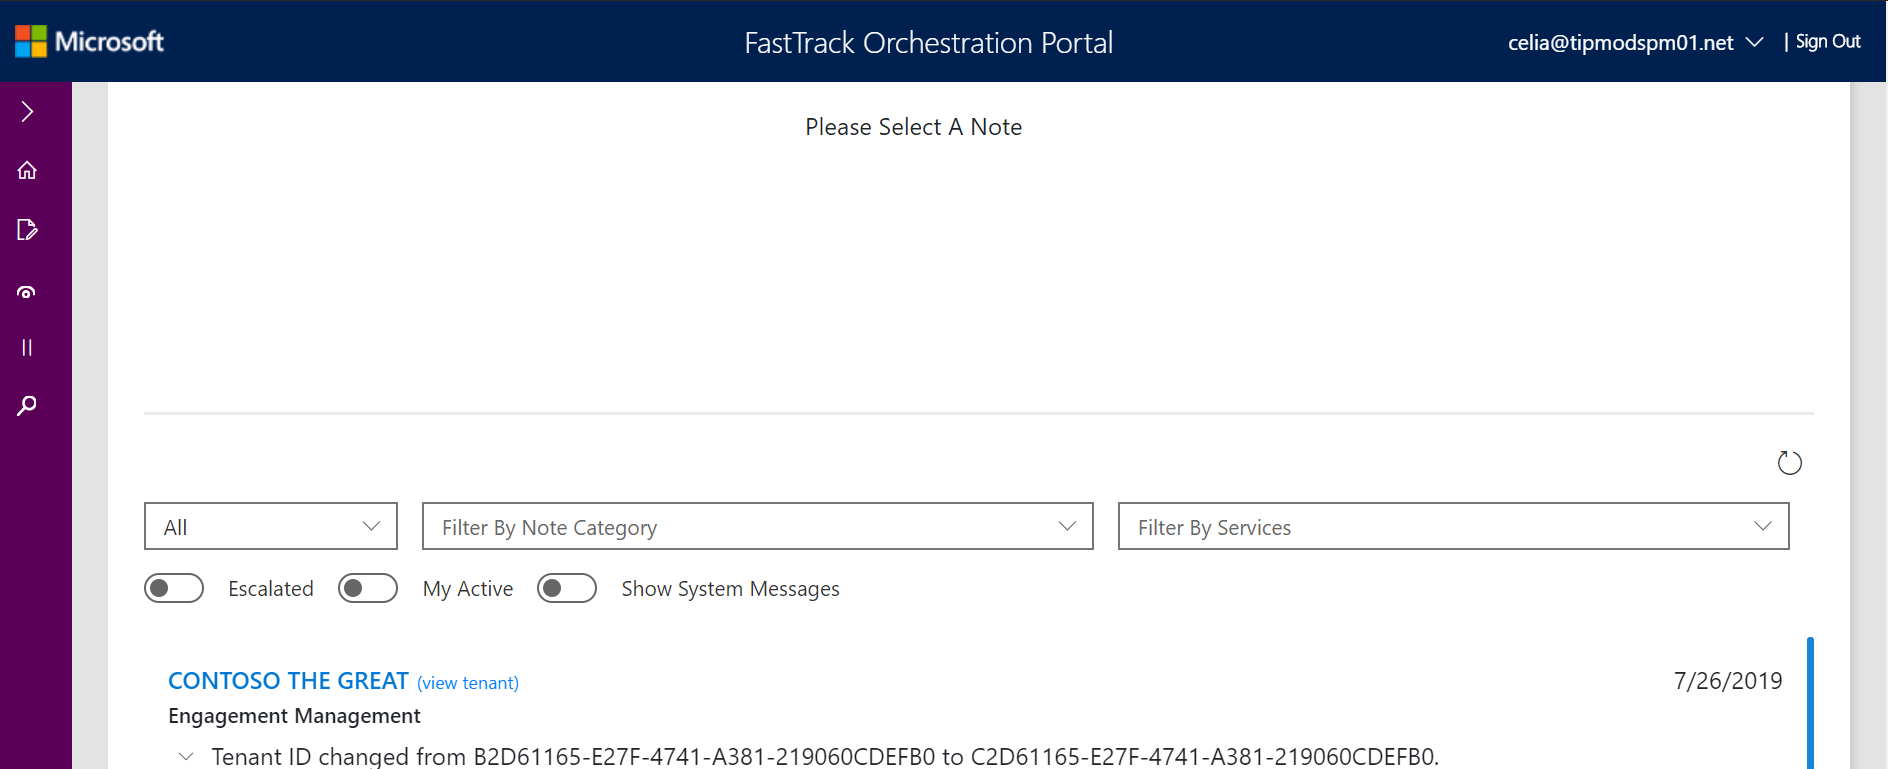 Microsoft
FastTrack Orchestration Portal
celia@tipmodspm01.net | Sign Out
Please Select A Note
All
Filter By Note Category
Filter By Services
Escalated
My Active
Show System Messages
CONTOSO THE GREAT (view tenant)
7/26/2019
Engagement Management
Tenant ID changed from B2D61165-E27F-4741-A381-219060CDEFB0 to C2D61165-E27F-4741-A381-219060CDEFB0.